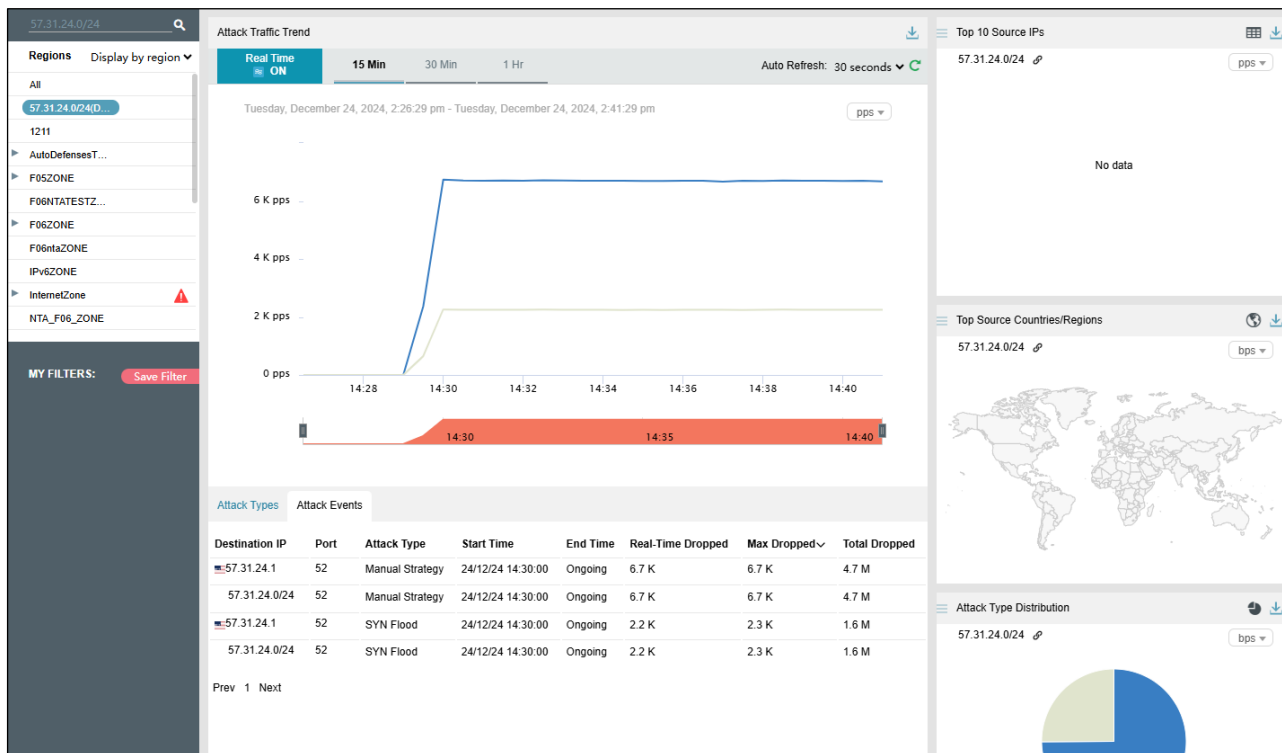 57.31.24.0/24
Regions Display by region
All
57.31.24.0/24(D...
1211
AutoDefensesT...
F05ZONE
F06NTATESTZ...
F06ZONE
F06ntaZONE
IPv6ZONE
InternetZone
NTA_F06_ZONE
MY FILTERS: Save Filter
Attack Traffic Trend
Real Time
ON
15 Min 30 Min 1 Hr
Auto Refresh: 30 seconds
Tuesday, December 24, 2024, 2:26:29 pm - Tuesday, December 24, 2024, 2:41:29 pm
pps
6 K pps
4 K pps
2 K pps
0 pps
14:28 14:30 14:32 14:34 14:36 14:38 14:40
14:30 14:35 14:40
Attack Types Attack Events
Destination IP Port Attack Type Start Time End Time Real-Time Dropped Max Dropped Total Dropped
57.31.24.1 52 Manual Strategy 24/12/24 14:30:00 Ongoing 6.7 K 6.7 K 4.7 M
57.31.24.0/24 52 Manual Strategy 24/12/24 14:30:00 Ongoing 6.7 K 6.7 K 4.7 M
57.31.24.1 52 SYN Flood 24/12/24 14:30:00 Ongoing 2.2 K 2.3 K 1.6 M
57.31.24.0/24 52 SYN Flood 24/12/24 14:30:00 Ongoing 2.2 K 2.3 K 1.6 M
Prev 1 Next
Top 10 Source IPs
57.31.24.0/24
pps
No data
Top Source Countries/Regions
57.31.24.0/24
bps
Attack Type Distribution
57.31.24.0/24
bps